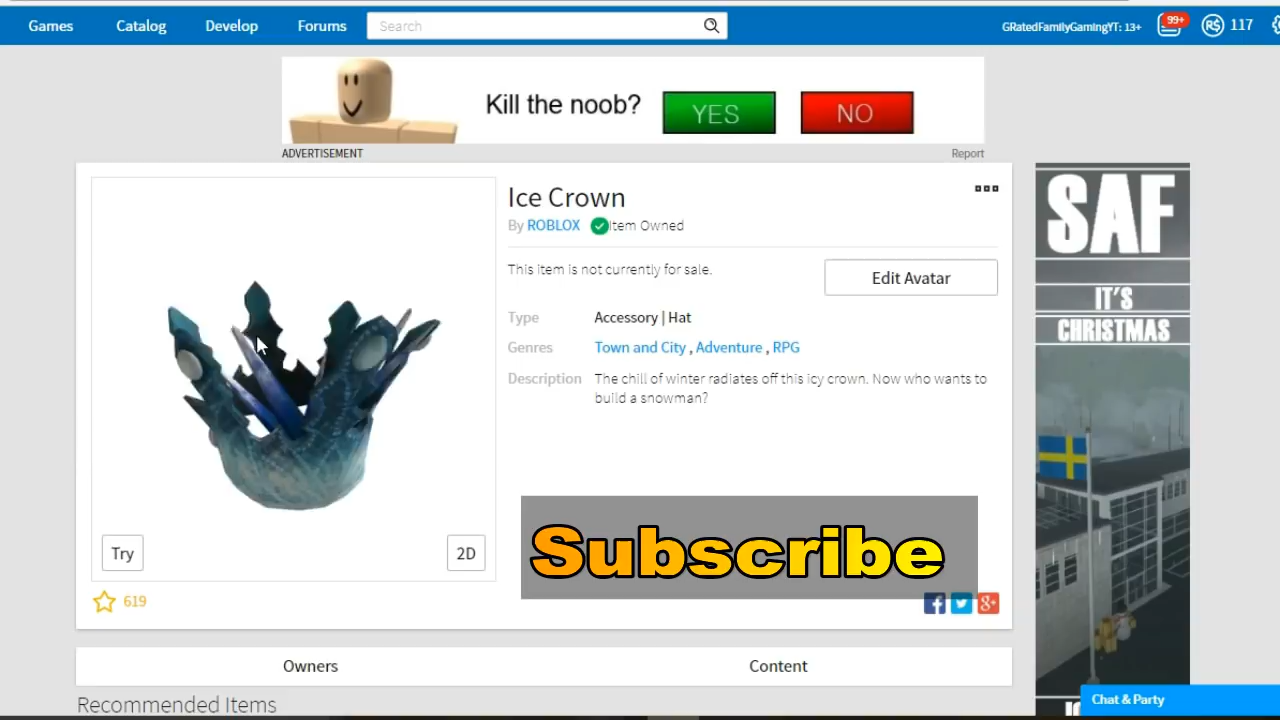 Games Catalog Develop Forums Search GRatedFamilyGamingYT: 13+ 99+ R$ 117
Kill the noob? YES NO
ADVERTISEMENT Report
Ice Crown
By ROBLOX Item Owned
This item is not currently for sale.
Edit Avatar
Type Accessory | Hat
Genres Town and City , Adventure , RPG
Description The chill of winter radiates off this icy crown. Now who wants to
build a snowman?
Try 2D
Subscribe
619
SAF
IT'S
CHRISTMAS
Owners Content
Recommended Items
Chat & Party